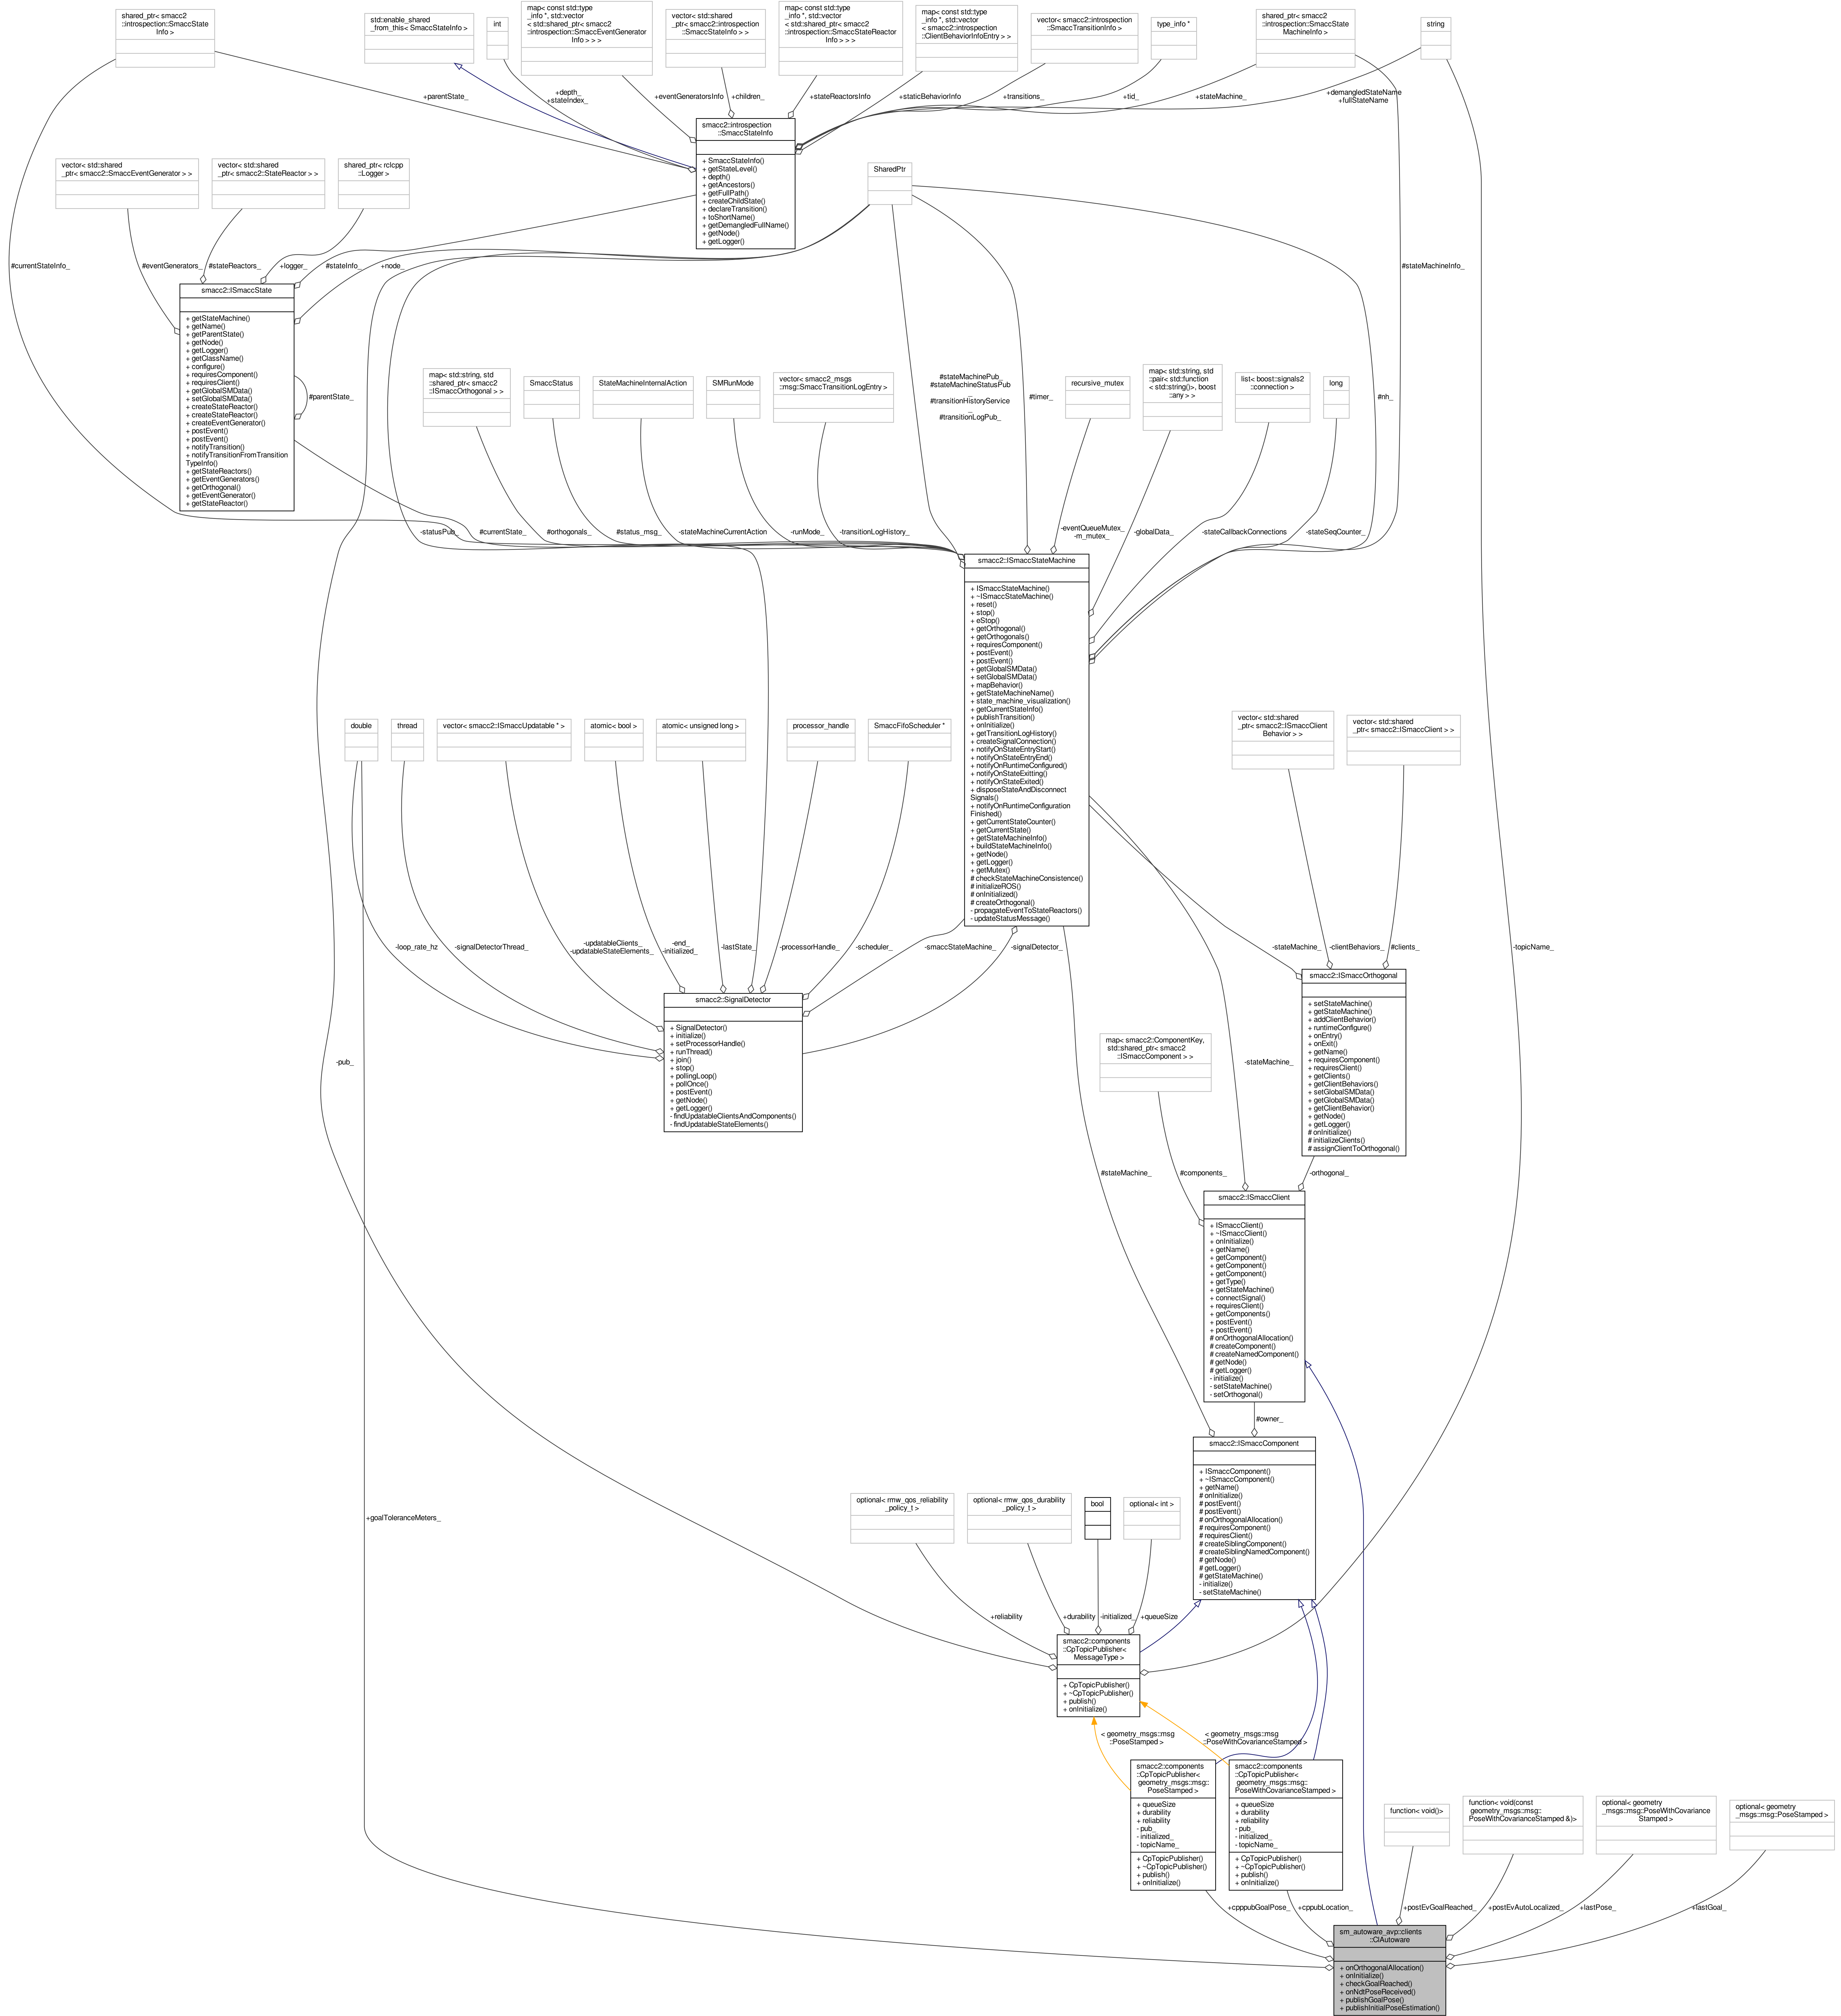 shared_ptr< smacc2
::introspection::SmaccState
Info >
std::enable_shared
_from_this< SmaccStateInfo >
int
map< const std::type
_info *, std::vector
< std::shared_ptr< smacc2
::introspection::SmaccEventGenerator
Info > > >
vector< std::shared
_ptr< smacc2::introspection
::SmaccStateInfo > >
map< const std::type
_info *, std::vector
< std::shared_ptr< smacc2
::introspection::SmaccStateReactor
Info > > >
map< const std::type
_info *, std::vector
< smacc2::introspection
::ClientBehaviorInfoEntry > >
vector< smacc2::introspection
::SmaccTransitionInfo >
type_info *
shared_ptr< smacc2
::introspection::SmaccState
MachineInfo >
string
+parentState_
+depth_
+stateIndex_
+eventGeneratorsInfo
+children_
+stateReactorsInfo
+staticBehaviorInfo
+transitions_
+tid_
+stateMachine_
+demangledStateName
+fullStateName
smacc2::introspection
::SmaccStateInfo
+ SmaccStateInfo()
+ getStateLevel()
+ depth()
+ getAncestors()
+ getFullPath()
+ createChildState()
+ declareTransition()
+ toShortName()
+ getDemangledFullName()
+ getNode()
+ getLogger()
vector< std::shared
_ptr< smacc2::SmaccEventGenerator > >
vector< std::shared
_ptr< smacc2::StateReactor > >
shared_ptr< rclcpp
::Logger >
SharedPtr
#currentStateInfo_
#eventGenerators_
#stateReactors_
+logger_
#stateInfo_
+node_
#stateMachineInfo_
smacc2::ISmaccState
+ getStateMachine()
+ getName()
+ getParentState()
+ getNode()
+ getLogger()
+ getClassName()
+ configure()
+ requiresComponent()
+ requiresClient()
+ getGlobalSMData()
+ setGlobalSMData()
+ createStateReactor()
+ createStateReactor()
+ createEventGenerator()
+ postEvent()
+ postEvent()
+ notifyTransition()
+ notifyTransitionFromTransition
TypeInfo()
+ getStateReactors()
+ getEventGenerators()
+ getOrthogonal()
+ getEventGenerator()
+ getStateReactor()
#parentState_
map< std::string, std
::shared_ptr< smacc2
::ISmaccOrthogonal > >
SmaccStatus
StateMachineInternalAction
SMRunMode
vector< smacc2_msgs
::msg::SmaccTransitionLogEntry >
#stateMachinePub_
#stateMachineStatusPub
_
#transitionHistoryService
_
#transitionLogPub_
#timer_
recursive_mutex
map< std::string, std
::pair< std::function
< std::string()>, boost
::any > >
list< boost::signals2
::connection >
long
#nh_
-statusPub_
#currentState_
#orthogonals_
#status_msg_
-stateMachineCurrentAction
-runMode_
-transitionLogHistory_
-eventQueueMutex_
-m_mutex_
-globalData_
-stateCallbackConnections
-stateSeqCounter_
smacc2::ISmaccStateMachine
+ ISmaccStateMachine()
+ ~ISmaccStateMachine()
+ reset()
+ stop()
+ eStop()
+ getOrthogonal()
+ getOrthogonals()
+ requiresComponent()
+ postEvent()
+ postEvent()
+ getGlobalSMData()
+ setGlobalSMData()
+ mapBehavior()
+ getStateMachineName()
+ state_machine_visualization()
+ getCurrentStateInfo()
+ publishTransition()
+ onInitialize()
+ getTransitionLogHistory()
+ createSignalConnection()
+ notifyOnStateEntryStart()
+ notifyOnStateEntryEnd()
+ notifyOnRuntimeConfigured()
+ notifyOnStateExitting()
+ notifyOnStateExited()
+ disposeStateAndDisconnect
Signals()
+ notifyOnRuntimeConfiguration
Finished()
+ getCurrentStateCounter()
+ getCurrentState()
+ getStateMachineInfo()
+ buildStateMachineInfo()
+ getNode()
+ getLogger()
+ getMutex()
# checkStateMachineConsistence()
# initializeROS()
# onInitialized()
# createOrthogonal()
- propagateEventToStateReactors()
- updateStatusMessage()
double
thread
vector< smacc2::ISmaccUpdatable * >
atomic< bool >
atomic< unsigned long >
processor_handle
SmaccFifoScheduler *
vector< std::shared
_ptr< smacc2::ISmaccClient
Behavior > >
vector< std::shared
_ptr< smacc2::ISmaccClient > >
-loop_rate_hz
-signalDetectorThread_
-updatableClients_
-updatableStateElements_
-end_
-initialized_
-lastState_
-processorHandle_
-scheduler_
-smaccStateMachine_
-signalDetector_
-stateMachine_
-clientBehaviors_
#clients_
-topicName_
smacc2::SignalDetector
+ SignalDetector()
+ initialize()
+ setProcessorHandle()
+ runThread()
+ join()
+ stop()
+ pollingLoop()
+ pollOnce()
+ postEvent()
+ getNode()
+ getLogger()
- findUpdatableClientsAndComponents()
- findUpdatableStateElements()
smacc2::ISmaccOrthogonal
+ setStateMachine()
+ getStateMachine()
+ addClientBehavior()
+ runtimeConfigure()
+ onEntry()
+ onExit()
+ getName()
+ requiresComponent()
+ requiresClient()
+ getClients()
+ getClientBehaviors()
+ setGlobalSMData()
+ getGlobalSMData()
+ getClientBehavior()
+ getNode()
+ getLogger()
# onInitialize()
# initializeClients()
# assignClientToOrthogonal()
-pub_
map< smacc2::ComponentKey,
std::shared_ptr< smacc2
::ISmaccComponent > >
-stateMachine_
#stateMachine_
#components_
-orthogonal_
smacc2::ISmaccClient
+ ISmaccClient()
+ ~ISmaccClient()
+ onInitialize()
+ getName()
+ getComponent()
+ getComponent()
+ getComponent()
+ getType()
+ getStateMachine()
+ connectSignal()
+ requiresClient()
+ getComponents()
+ postEvent()
+ postEvent()
# onOrthogonalAllocation()
# createComponent()
# createNamedComponent()
# getNode()
# getLogger()
- initialize()
- setStateMachine()
- setOrthogonal()
#owner_
smacc2::ISmaccComponent
+ ISmaccComponent()
+ ~ISmaccComponent()
+ getName()
# onInitialize()
# postEvent()
# postEvent()
# onOrthogonalAllocation()
# requiresComponent()
# requiresClient()
# createSiblingComponent()
# createSiblingNamedComponent()
# getNode()
# getLogger()
# getStateMachine()
- initialize()
- setStateMachine()
+goalToleranceMeters_
optional< rmw_qos_reliability
_policy_t >
optional< rmw_qos_durability
_policy_t >
bool
optional< int >
+reliability
+durability
-initialized_
+queueSize
smacc2::components
::CpTopicPublisher<
MessageType >
+ CpTopicPublisher()
+ ~CpTopicPublisher()
+ publish()
+ onInitialize()
< geometry_msgs::msg
::PoseStamped >
< geometry_msgs::msg
::PoseWithCovarianceStamped >
smacc2::components
::CpTopicPublisher<
geometry_msgs::msg::
PoseStamped >
+ queueSize
+ durability
+ reliability
- pub_
- initialized_
- topicName_
+ CpTopicPublisher()
+ ~CpTopicPublisher()
+ publish()
+ onInitialize()
smacc2::components
::CpTopicPublisher<
geometry_msgs::msg::
PoseWithCovarianceStamped >
+ queueSize
+ durability
+ reliability
- pub_
- initialized_
- topicName_
+ CpTopicPublisher()
+ ~CpTopicPublisher()
+ publish()
+ onInitialize()
function< void()>
function< void(const
geometry_msgs::msg::
PoseWithCovarianceStamped &)>
optional< geometry
_msgs::msg::PoseWithCovariance
Stamped >
optional< geometry
_msgs::msg::PoseStamped >
+cpppubGoalPose_
+cppubLocation_
+postEvGoalReached_
+postEvAutoLocalized_
+lastPose_
+lastGoal_
sm_autoware_avp::clients
::ClAutoware
+ onOrthogonalAllocation()
+ onInitialize()
+ checkGoalReached()
+ onNdtPoseReceived()
+ publishGoalPose()
+ publishInitialPoseEstimation()